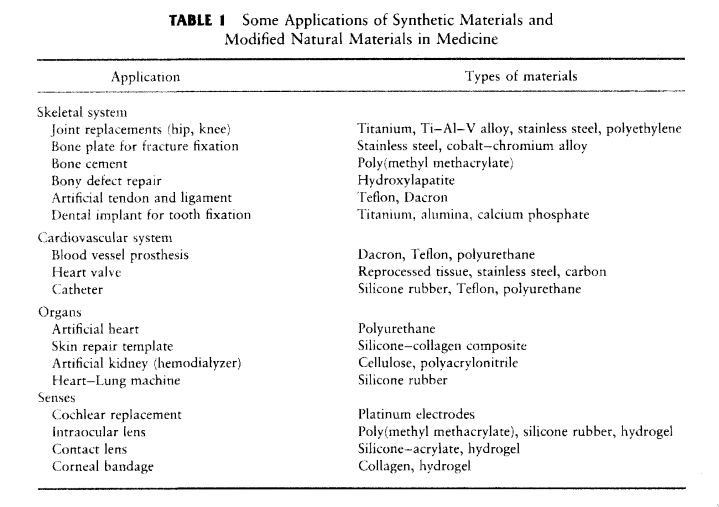 TABLE 1 Some Applications of Synthetic Materials and
Modified Natural Materials in Medicine
Application Types of materials
Skeletal system
Joint replacements (hip, knee) Titanium, Ti–Al–V alloy, stainless steel, polyethylene
Bone plate for fracture fixation Stainless steel, cobalt–chromium alloy
Bone cement Poly(methyl methacrylate)
Bony defect repair Hydroxylapatite
Artificial tendon and ligament Teflon, Dacron
Dental implant for tooth fixation Titanium, alumina, calcium phosphate
Cardiovascular system
Blood vessel prosthesis Dacron, Teflon, polyurethane
Heart valve Reprocessed tissue, stainless steel, carbon
Catheter Silicone rubber, Teflon, polyurethane
Organs
Artificial heart Polyurethane
Skin repair template Silicone–collagen composite
Artificial kidney (hemodialyzer) Cellulose, polyacrylonitrile
Heart–Lung machine Silicone rubber
Senses
Cochlear replacement Platinum electrodes
Intraocular lens Poly(methyl methacrylate), silicone rubber, hydrogel
Contact lens Silicone–acrylate, hydrogel
Corneal bandage Collagen, hydrogel